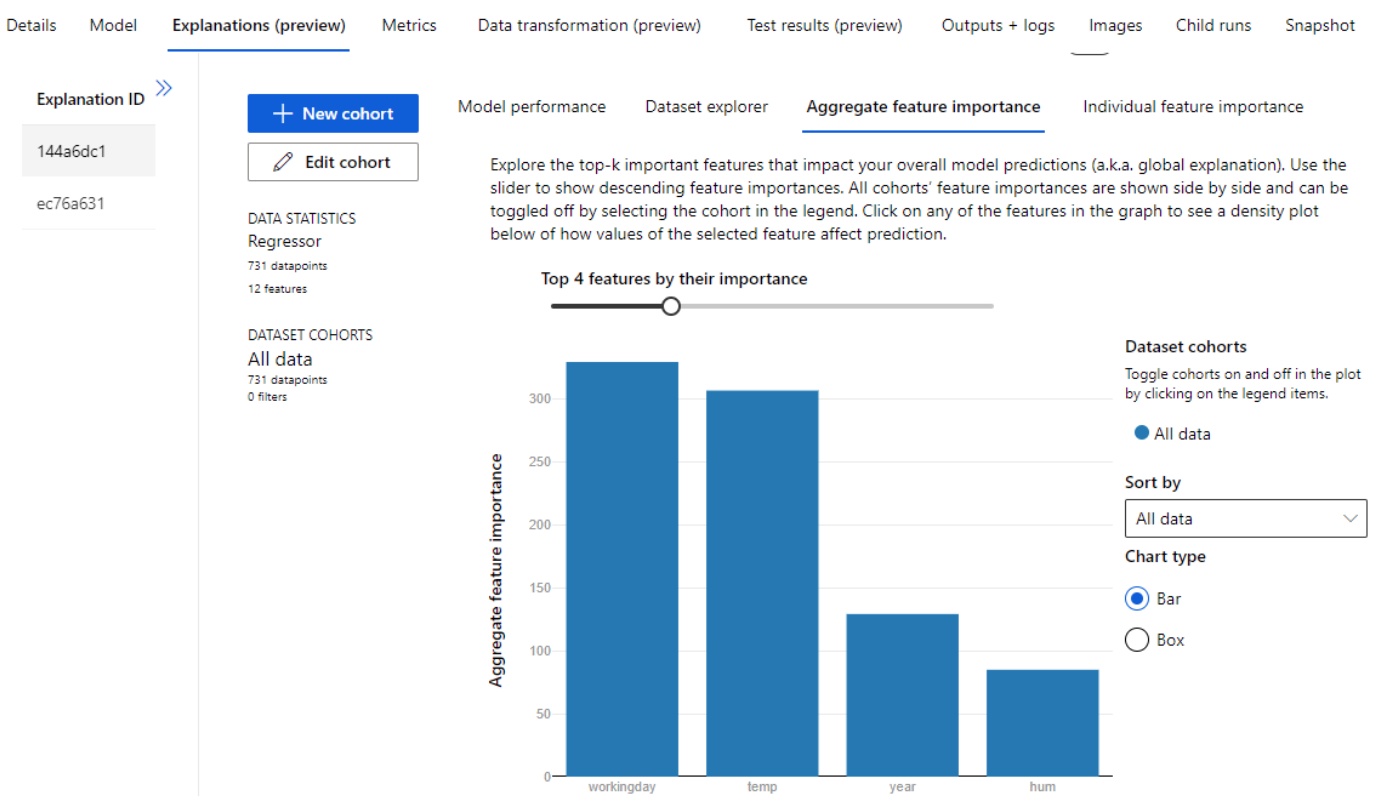 Details Model Explanations (preview) Metrics Data transformation (preview) Test results (preview) Outputs + logs Images Child runs Snapshot
Explanation ID
144a6dc1
ec76a631
New cohort
Edit cohort
DATA STATISTICS
Regressor
731 datapoints
12 features
DATASET COHORTS
All data
731 datapoints
0 filters
Model performance Dataset explorer Aggregate feature importance Individual feature importance
Explore the top-k important features that impact your overall model predictions (a.k.a. global explanation). Use the
slider to show descending feature importances. All cohorts' feature importances are shown side by side and can be
toggled off by selecting the cohort in the legend. Click on any of the features in the graph to see a density plot
below of how values of the selected feature affect prediction.
Top 4 features by their importance
Aggregate feature importance
300
250
200
150
100
50
0
workingday temp year hum
Dataset cohorts
Toggle cohorts on and off in the plot
by clicking on the legend items.
All data
Sort by
All data
Chart type
Bar
Box